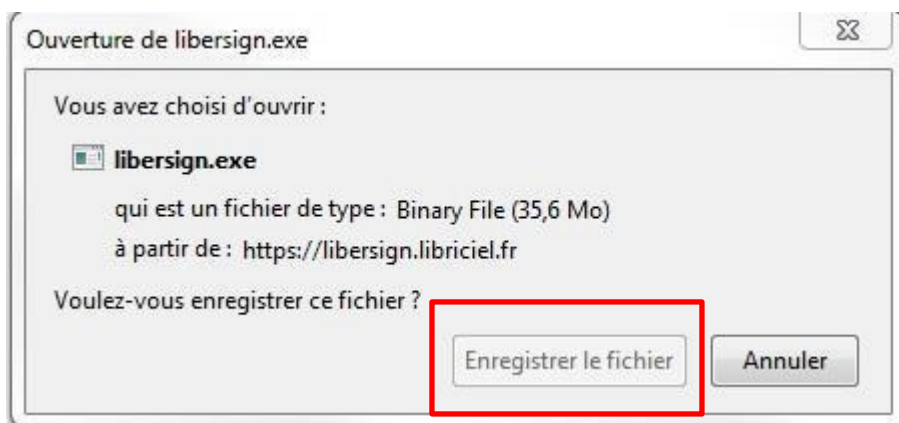 Ouverture de libersign.exe
Vous avez choisi d'ouvrir :
libersign.exe
qui est un fichier de type : Binary File (35,6 Mo)
à partir de : https://libersign.libriciel.fr
Voulez-vous enregistrer ce fichier ?
Enregistrer le fichier Annuler